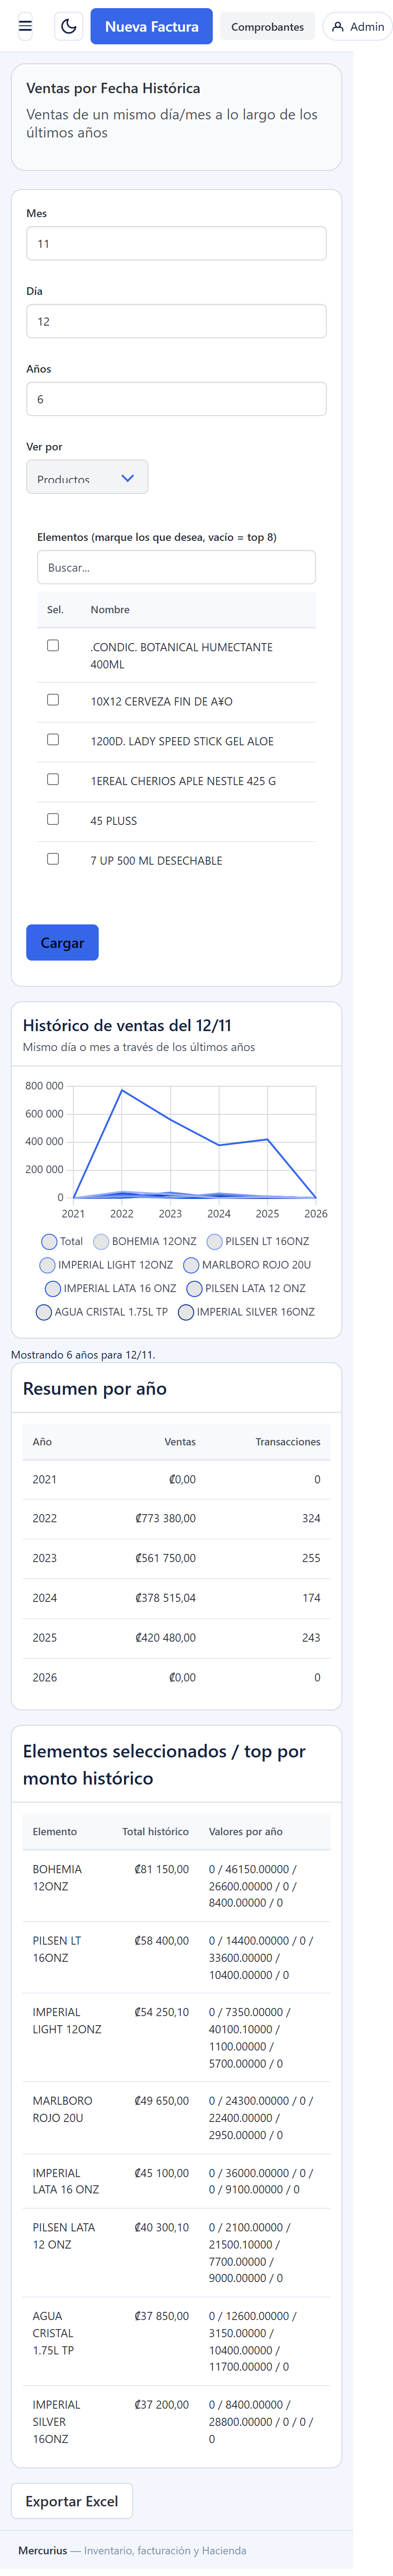 Nueva Factura
Comprobantes
Admin
Ventas por Fecha Histórica
Ventas de un mismo día/mes a lo largo de los
últimos años
Mes
11
Día
12
Años
6
Ver por
Productos
Elementos (marque los que desea, vacío = top 8)
Buscar...
Sel. Nombre
.CONDIC. BOTANICAL HUMECTANTE
400ML
10X12 CERVEZA FIN DE A¥O
1200D. LADY SPEED STICK GEL ALOE
1EREAL CHERIOS APLE NESTLE 425 G
45 PLUSS
7 UP 500 ML DESECHABLE
Cargar
Histórico de ventas del 12/11
Mismo día o mes a través de los últimos años
800 000
600 000
400 000
200 000
0
2021 2022 2023 2024 2025 2026
Total BOHEMIA 12ONZ PILSEN LT 16ONZ
IMPERIAL LIGHT 12ONZ MARLBORO ROJO 20U
IMPERIAL LATA 16 ONZ PILSEN LATA 12 ONZ
AGUA CRISTAL 1.75L TP IMPERIAL SILVER 16ONZ
Mostrando 6 años para 12/11.
Resumen por año
Año Ventas Transacciones
2021 ₡0,00 0
2022 ₡773 380,00 324
2023 ₡561 750,00 255
2024 ₡378 515,04 174
2025 ₡420 480,00 243
2026 ₡0,00 0
Elementos seleccionados / top por
monto histórico
Elemento Total histórico Valores por año
BOHEMIA ₡81 150,00 0 / 46150.00000 /
12ONZ 26600.00000 / 0 /
8400.00000 / 0
PILSEN LT ₡58 400,00 0 / 14400.00000 / 0 /
16ONZ 33600.00000 /
10400.00000 / 0
IMPERIAL ₡54 250,10 0 / 7350.00000 /
LIGHT 12ONZ 40100.10000 /
1100.00000 /
5700.00000 / 0
MARLBORO ₡49 650,00 0 / 24300.00000 / 0 /
ROJO 20U 22400.00000 /
2950.00000 / 0
IMPERIAL ₡45 100,00 0 / 36000.00000 / 0 /
LATA 16 ONZ 0 / 9100.00000 / 0
PILSEN LATA ₡40 300,10 0 / 2100.00000 /
12 ONZ 21500.10000 /
7700.00000 /
9000.00000 / 0
AGUA ₡37 850,00 0 / 12600.00000 /
CRISTAL 3150.00000 /
1.75L TP 10400.00000 /
11700.00000 / 0
IMPERIAL ₡37 200,00 0 / 8400.00000 /
SILVER 28800.00000 / 0 / 0 /
16ONZ 0
Exportar Excel
Mercurius — Inventario, facturación y Hacienda